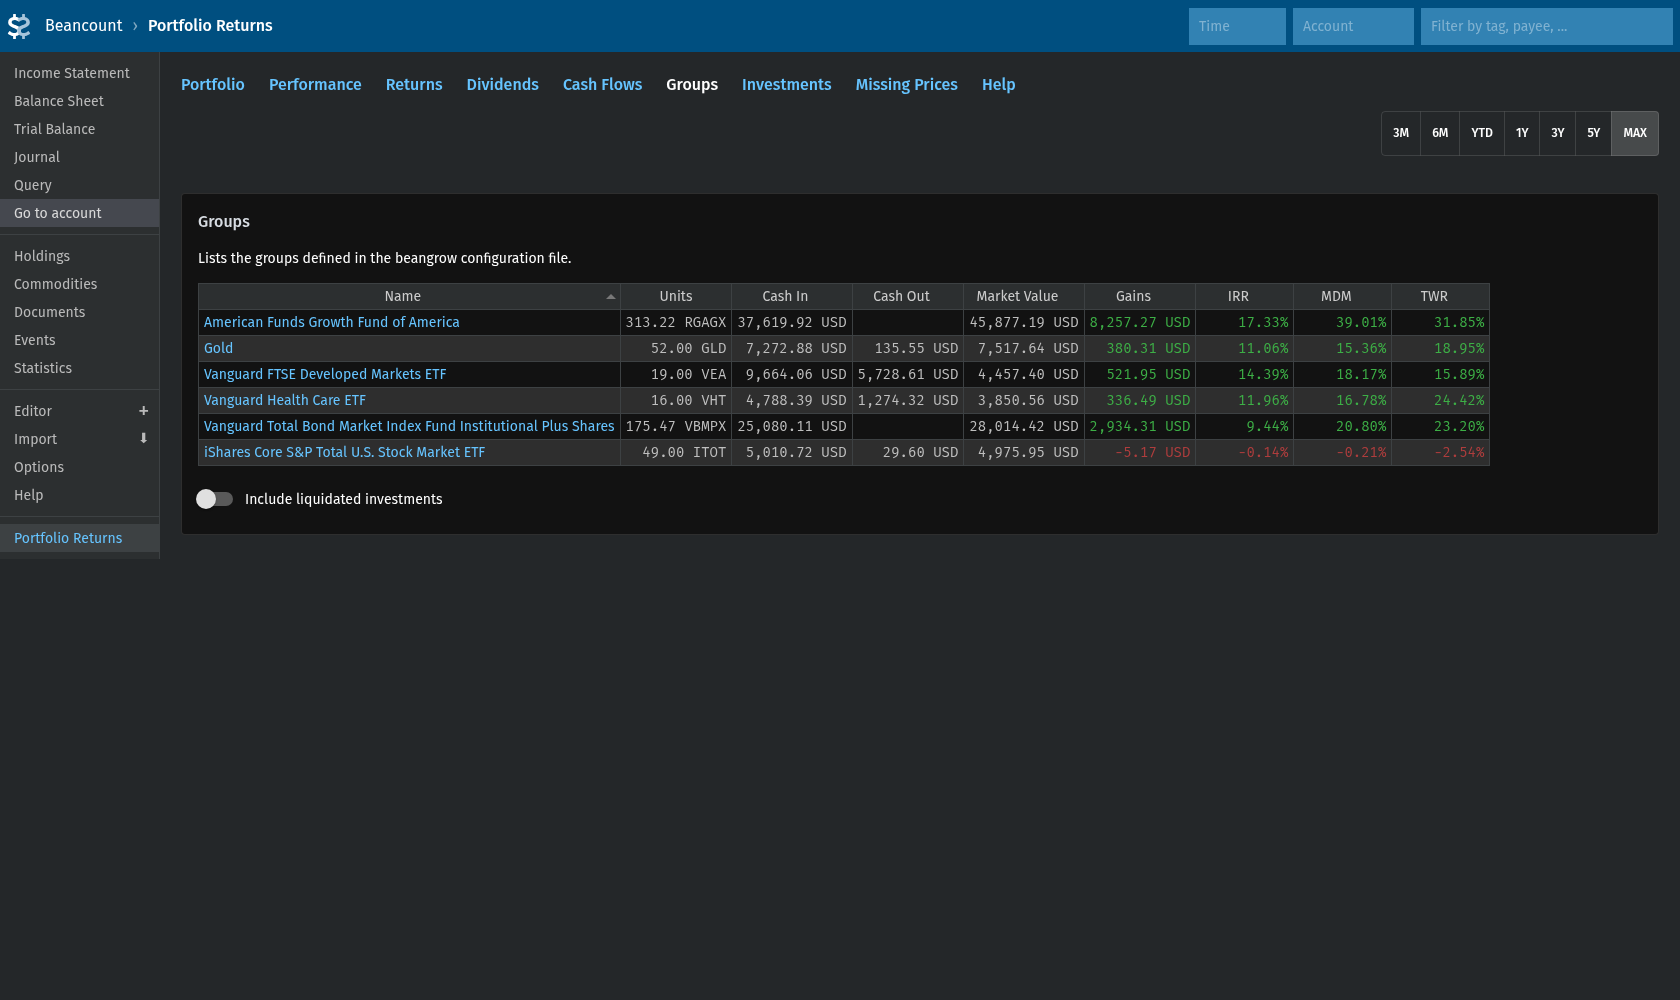 Beancount › Portfolio Returns
Time
Account
Filter by tag, payee, ...
Income Statement
Balance Sheet
Trial Balance
Journal
Query
Go to account
Holdings
Commodities
Documents
Events
Statistics
Editor +
Import ⬇
Options
Help
Portfolio Returns
Portfolio Performance Returns Dividends Cash Flows Groups Investments Missing Prices Help
3M 6M YTD 1Y 3Y 5Y MAX
Groups
Lists the groups defined in the beangrow configuration file.
Name Units Cash In Cash Out Market Value Gains IRR MDM TWR
American Funds Growth Fund of America 313.22 RGAGX 37,619.92 USD 45,877.19 USD 8,257.27 USD 17.33% 39.01% 31.85%
Gold 52.00 GLD 7,272.88 USD 135.55 USD 7,517.64 USD 380.31 USD 11.06% 15.36% 18.95%
Vanguard FTSE Developed Markets ETF 19.00 VEA 9,664.06 USD 5,728.61 USD 4,457.40 USD 521.95 USD 14.39% 18.17% 15.89%
Vanguard Health Care ETF 16.00 VHT 4,788.39 USD 1,274.32 USD 3,850.56 USD 336.49 USD 11.96% 16.78% 24.42%
Vanguard Total Bond Market Index Fund Institutional Plus Shares 175.47 VBMPX 25,080.11 USD 28,014.42 USD 2,934.31 USD 9.44% 20.80% 23.20%
iShares Core S&P Total U.S. Stock Market ETF 49.00 ITOT 5,010.72 USD 29.60 USD 4,975.95 USD -5.17 USD -0.14% -0.21% -2.54%
Include liquidated investments